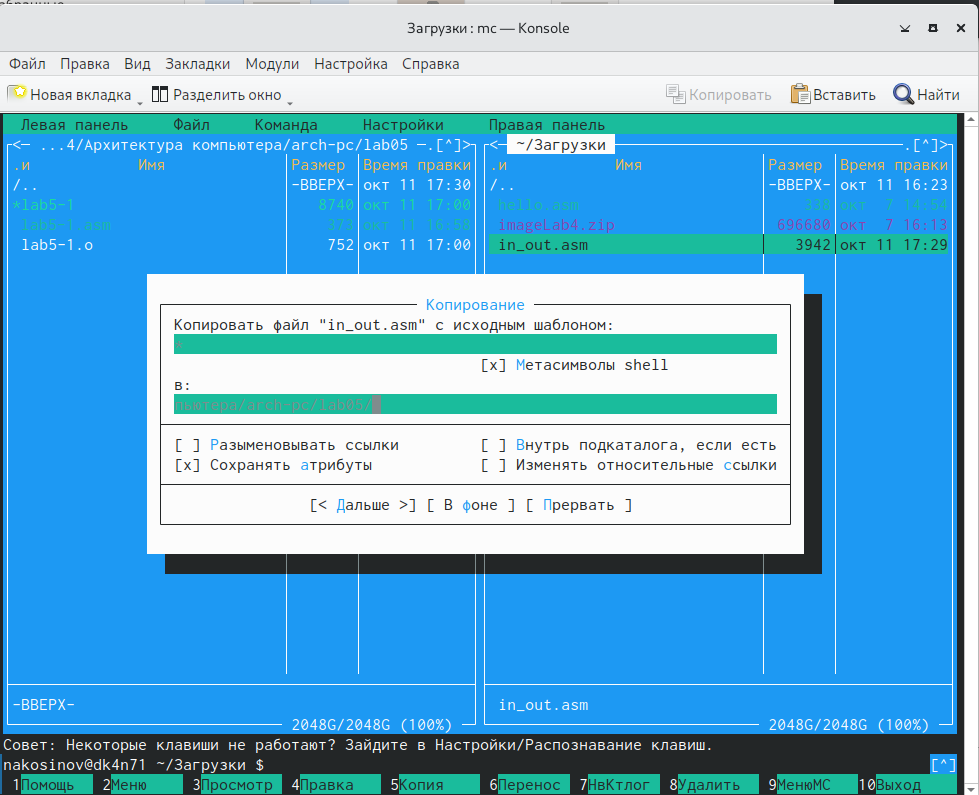 Загрузки : mc — Konsole
Файл Правка Вид Закладки Модули Настройка Справка
Новая вкладка Разделить окно Копировать Вставить Найти
Левая панель Файл Команда Настройки Правая панель
<— ...4/Архитектура компьютера/arch-pc/lab05 —.[^]> <— ~/Загрузки .[^]>
.и Имя Размер Время правки .и Имя Размер Время правки
/.. -ВВЕРХ- окт 11 17:30 /.. -ВВЕРХ- окт 11 16:23
*lab5-1 8740 окт 11 17:00 hello.asm 338 окт 7 14:54
lab5-1.asm 373 окт 11 16:58 imageLab4.zip 696680 окт 7 16:13
lab5-1.o 752 окт 11 17:00 in_out.asm 3942 окт 11 17:29
Копирование
Копировать файл "in_out.asm" с исходным шаблоном:
[x] Метасимволы shell
в:
пьютера/arch-pc/lab05/
[ ] Разыменовывать ссылки [ ] Внутрь подкаталога, если есть
[x] Сохранять атрибуты [ ] Изменять относительные ссылки
[< Дальше >] [ В фоне ] [ Прервать ]
-ВВЕРХ- in_out.asm
2048G/2048G (100%) 2048G/2048G (100%)
Совет: Некоторые клавиши не работают? Зайдите в Настройки/Распознавание клавиш.
nakosinov@dk4n71 ~/Загрузки $ [^]
1Помощь 2Меню 3Просмотр 4Правка 5Копия 6Перенос 7НвКтлог 8Удалить 9МенюМС 10Выход